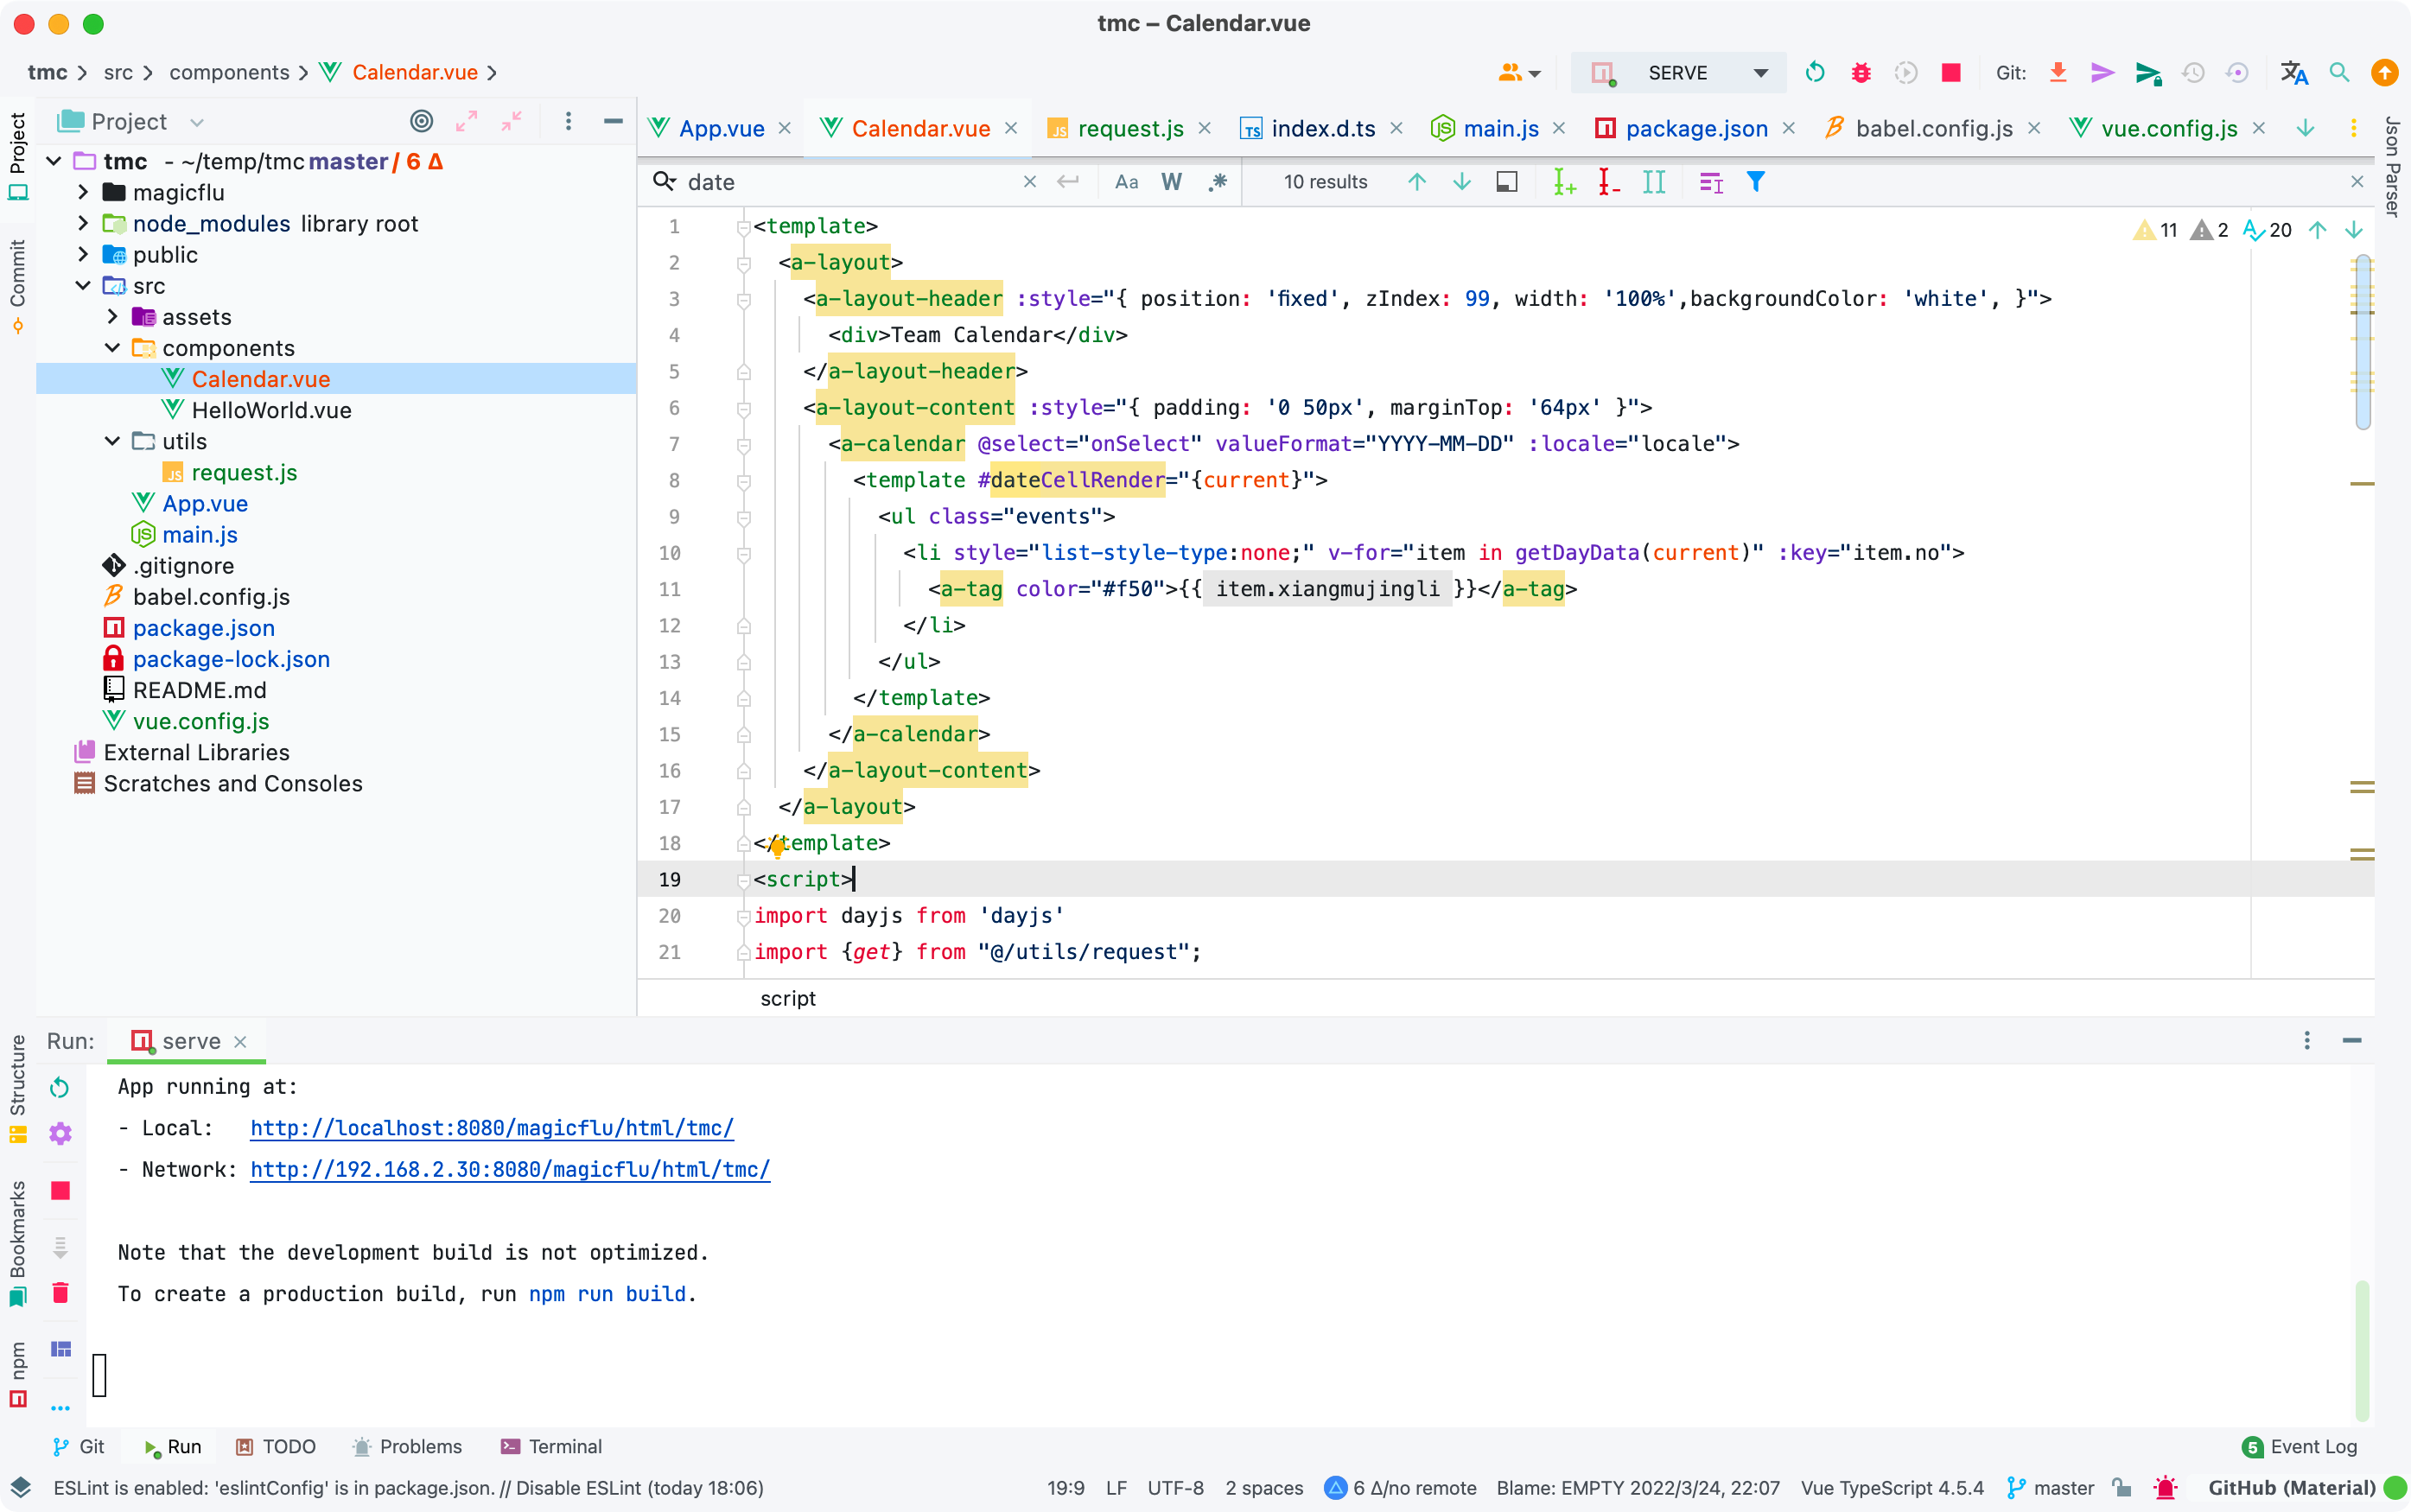 tmc – Calendar.vue
tmc src components Calendar.vue
SERVE Git:
Project
App.vue Calendar.vue request.js index.d.ts main.js package.json babel.config.js vue.config.js
date Aa W .* 10 results
Project
Commit
Structure
Bookmarks
npm
Json Parser
tmc - ~/temp/tmc master / 6 Δ
magicflu
node_modules library root
public
src
assets
components
Calendar.vue
HelloWorld.vue
utils
request.js
App.vue
main.js
.gitignore
babel.config.js
package.json
package-lock.json
README.md
vue.config.js
External Libraries
Scratches and Consoles
11 2 20
1 <template>
2 <a-layout>
3 <a-layout-header :style="{ position: 'fixed', zIndex: 99, width: '100%',backgroundColor: 'white', }">
4 <div>Team Calendar</div>
5 </a-layout-header>
6 <a-layout-content :style="{ padding: '0 50px', marginTop: '64px' }">
7 <a-calendar @select="onSelect" valueFormat="YYYY-MM-DD" :locale="locale">
8 <template #dateCellRender="{current}">
9 <ul class="events">
10 <li style="list-style-type:none;" v-for="item in getDayData(current)" :key="item.no">
11 <a-tag color="#f50">{{ item.xiangmujingli }}</a-tag>
12 </li>
13 </ul>
14 </template>
15 </a-calendar>
16 </a-layout-content>
17 </a-layout>
18 </template>
19 <script>
20 import dayjs from 'dayjs'
21 import {get} from "@/utils/request";
script
Run: serve
App running at:
- Local: http://localhost:8080/magicflu/html/tmc/
- Network: http://192.168.2.30:8080/magicflu/html/tmc/
Note that the development build is not optimized.
To create a production build, run npm run build.
Git Run TODO Problems Terminal 5 Event Log
ESLint is enabled: 'eslintConfig' is in package.json. // Disable ESLint (today 18:06) 19:9 LF UTF-8 2 spaces 6 Δ/no remote Blame: EMPTY 2022/3/24, 22:07 Vue TypeScript 4.5.4 master GitHub (Material)